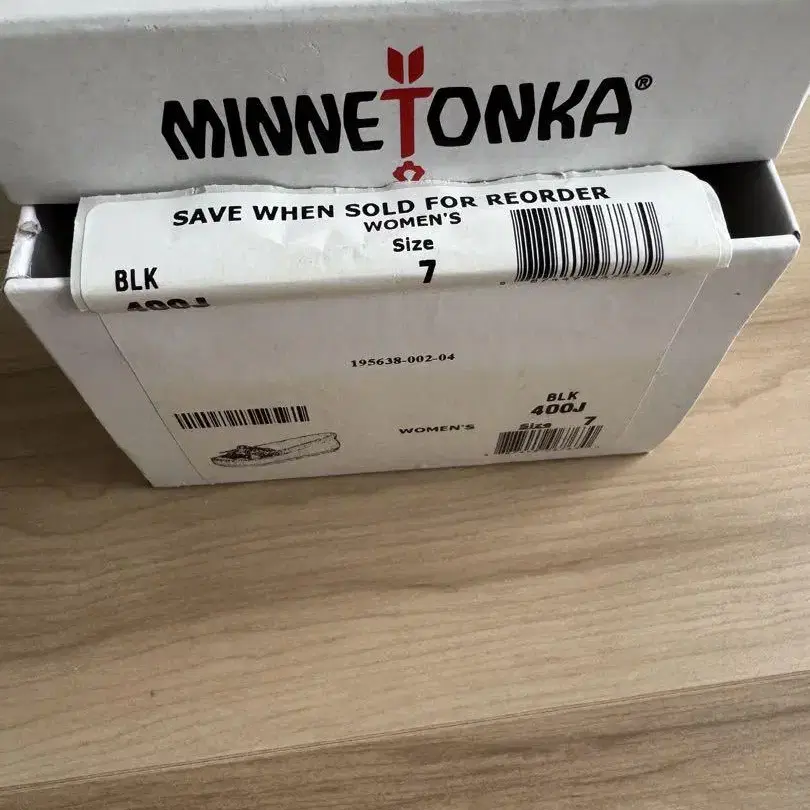 MINNETONKA®
SAVE WHEN SOLD FOR REORDER
WOMEN'S
Size
7
BLK
400J
195638-002-04
BLK
400J
WOMEN'S
Size 7